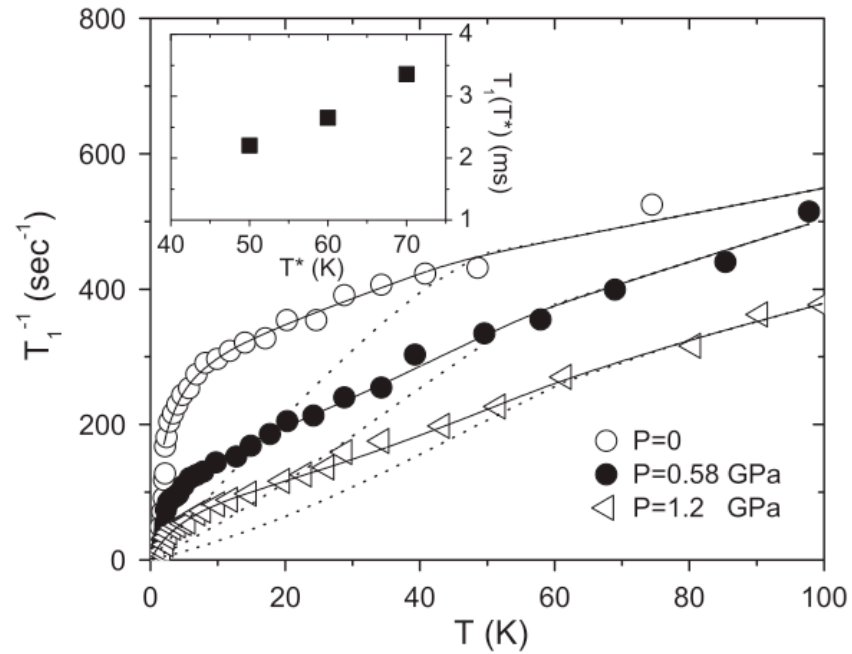 800
600
400
200
0
T₁⁻¹ (sec⁻¹)
4
3
2
1
T₁(T*) (ms)
40 50 60 70
T* (K)
P=0
P=0.58 GPa
P=1.2 GPa
0 20 40 60 80 100
T (K)